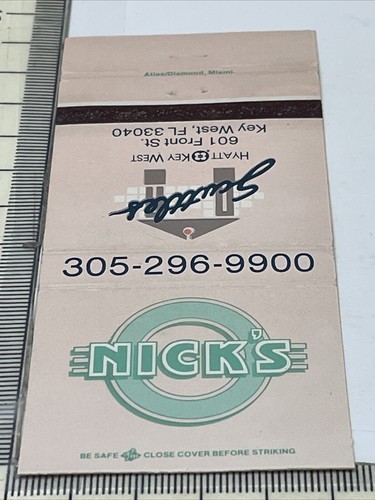 Atlas/Diamond, Miami
Key West, FL 33040
601 Front St.
HYATT KEY WEST
Scuttles
305-296-9900
NICK'S
BE SAFE CLOSE COVER BEFORE STRIKING